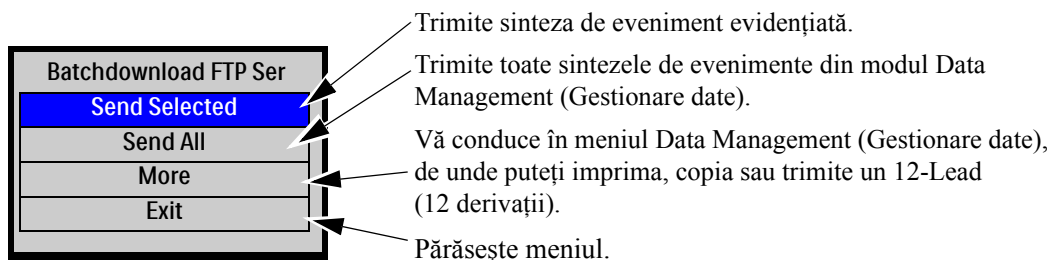 Trimite sinteza de eveniment evidențiată.
Batchdownload FTP Ser
Send Selected
Send All
More
Exit
Trimite toate sintezele de evenimente din modul Data
Management (Gestionare date).
Vă conduce în meniul Data Management (Gestionare date),
de unde puteți imprima, copia sau trimite un 12-Lead
(12 derivații).
Părăsește meniul.